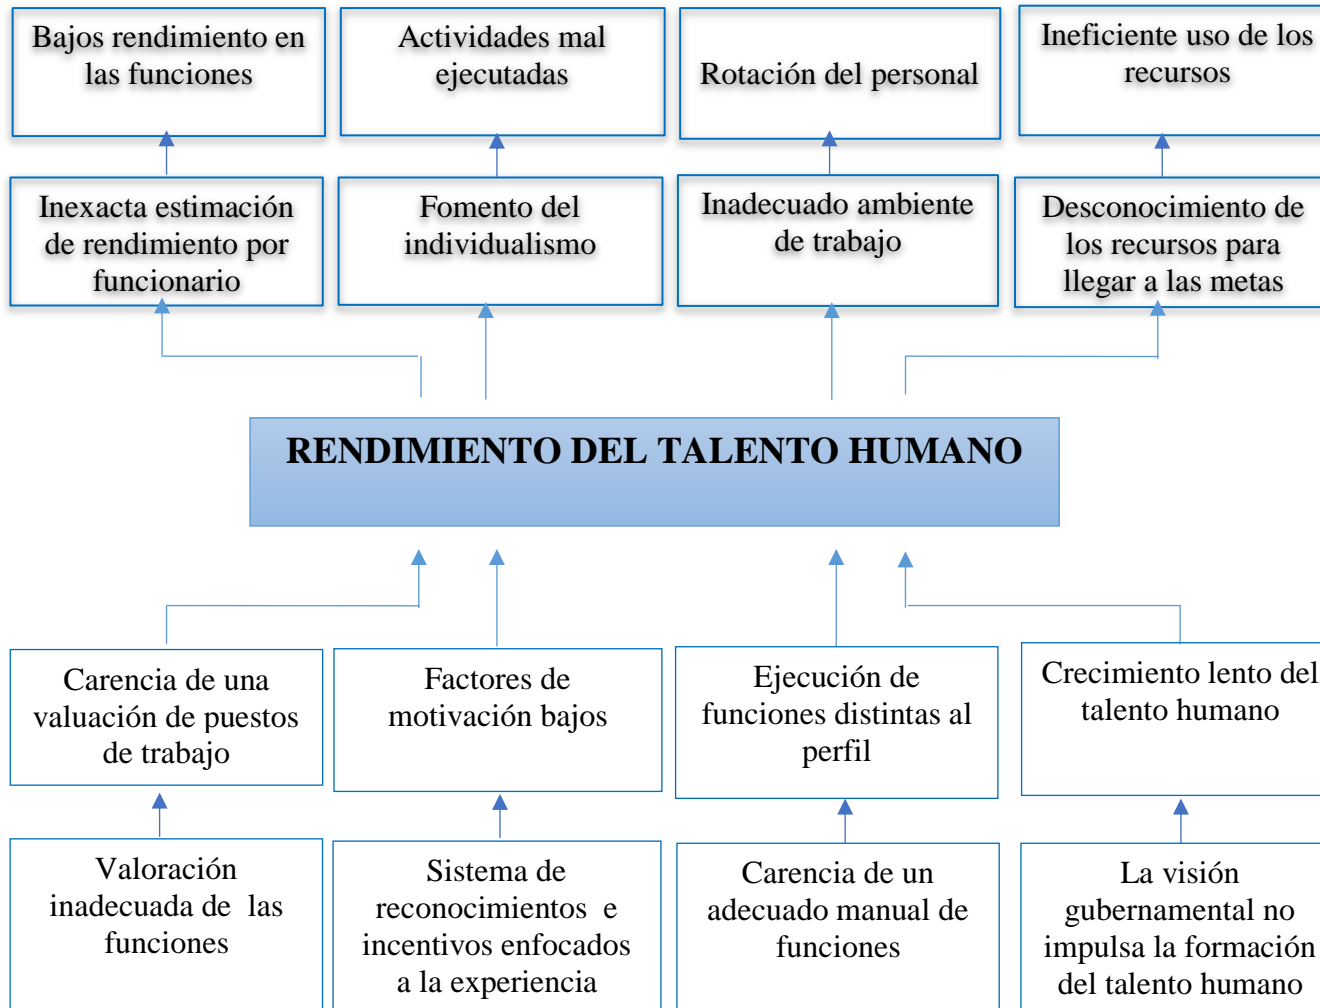 Bajos rendimiento en
las funciones
Actividades mal
ejecutadas
Rotación del personal
Ineficiente uso de los
recursos
Inexacta estimación
de rendimiento por
funcionario
Fomento del
individualismo
Inadecuado ambiente
de trabajo
Desconocimiento de
los recursos para
llegar a las metas
RENDIMIENTO DEL TALENTO HUMANO
Carencia de una
valuación de puestos
de trabajo
Factores de
motivación bajos
Ejecución de
funciones distintas al
perfil
Crecimiento lento del
talento humano
Valoración
inadecuada de las
funciones
Sistema de
reconocimientos e
incentivos enfocados
a la experiencia
Carencia de un
adecuado manual de
funciones
La visión
gubernamental no
impulsa la formación
del talento humano